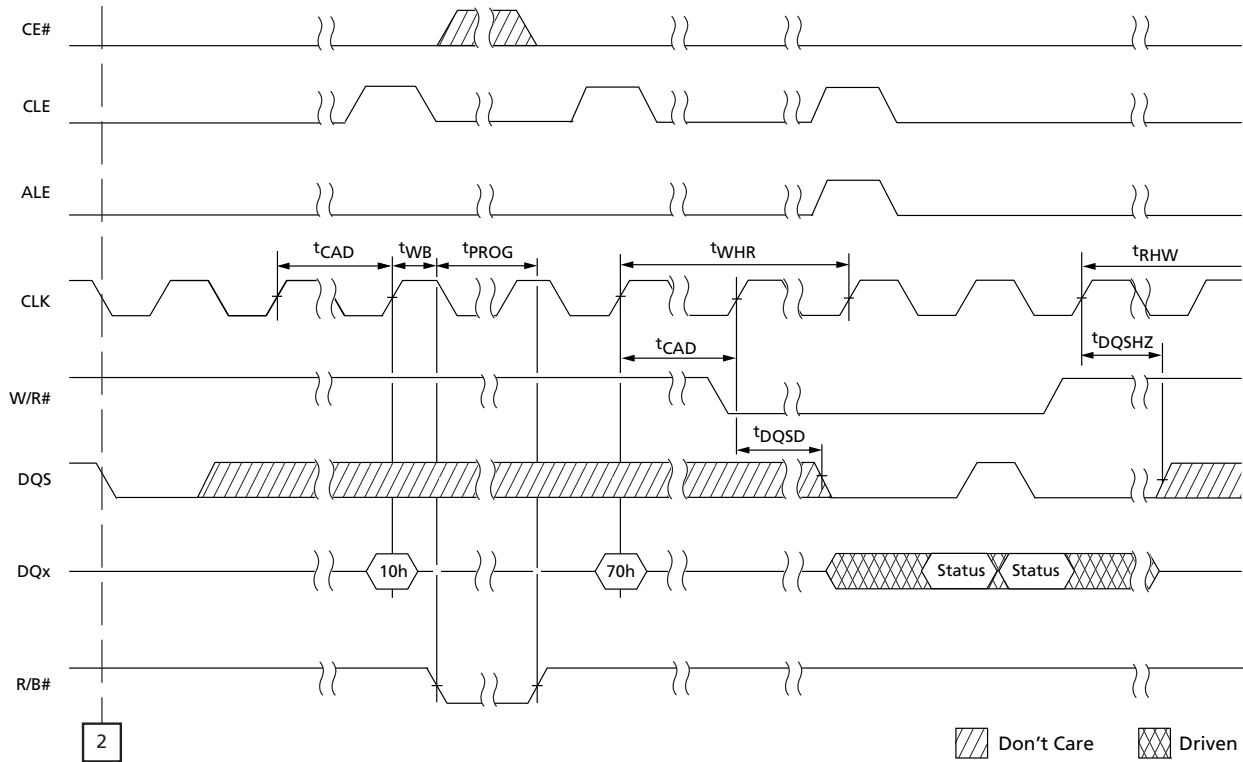 CE#
CLE
ALE
tCAD tWB tPROG tWHR tRHW
CLK
tCAD tDQSHZ
W/R#
tDQSD
DQS
DQx 10h 70h Status Status
R/B#
2 Don't Care Driven